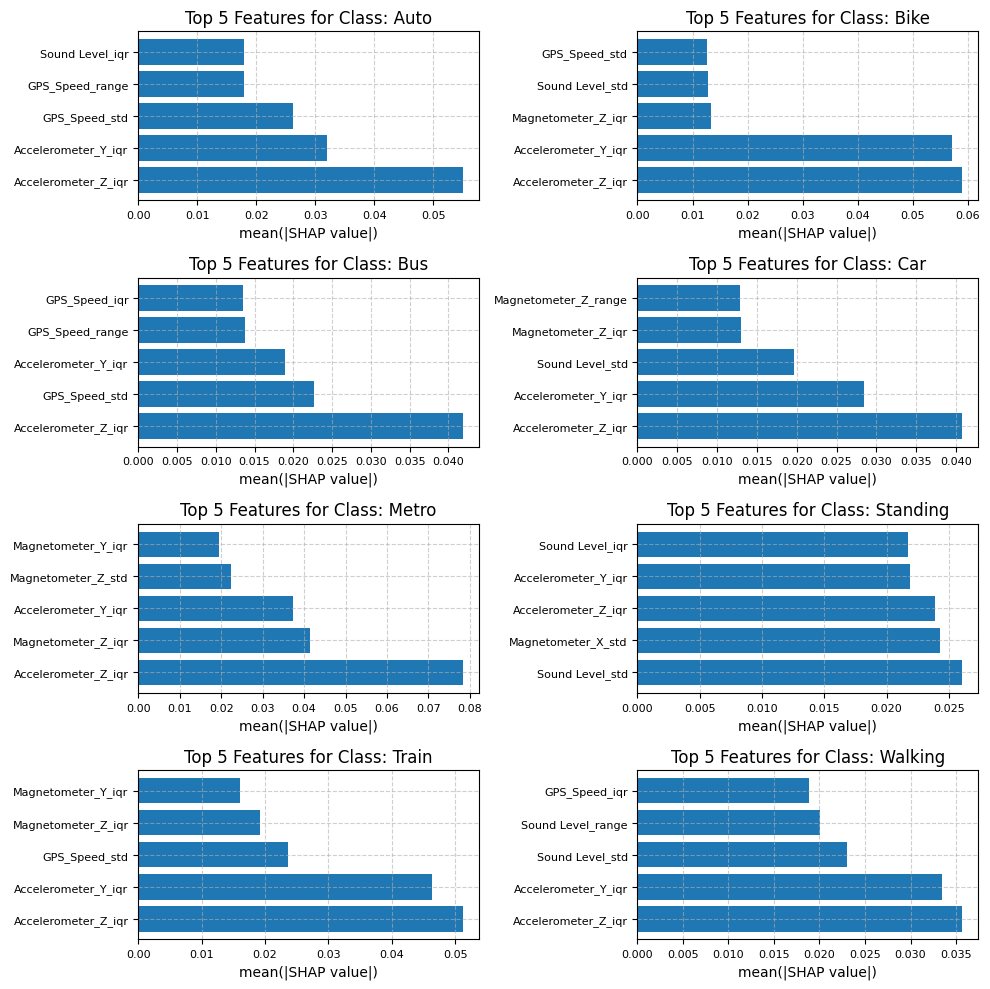 Top 5 Features for Class: Auto
Sound Level_iqr
GPS_Speed_range
GPS_Speed_std
Accelerometer_Y_iqr
Accelerometer_Z_iqr
0.00 0.01 0.02 0.03 0.04 0.05
mean(|SHAP value|)
Top 5 Features for Class: Bike
GPS_Speed_std
Sound Level_std
Magnetometer_Z_iqr
Accelerometer_Y_iqr
Accelerometer_Z_iqr
0.00 0.01 0.02 0.03 0.04 0.05 0.06
mean(|SHAP value|)
Top 5 Features for Class: Bus
GPS_Speed_iqr
GPS_Speed_range
Accelerometer_Y_iqr
GPS_Speed_std
Accelerometer_Z_iqr
0.000 0.005 0.010 0.015 0.020 0.025 0.030 0.035 0.040
mean(|SHAP value|)
Top 5 Features for Class: Car
Magnetometer_Z_range
Magnetometer_Z_iqr
Sound Level_std
Accelerometer_Y_iqr
Accelerometer_Z_iqr
0.000 0.005 0.010 0.015 0.020 0.025 0.030 0.035 0.040
mean(|SHAP value|)
Top 5 Features for Class: Metro
Magnetometer_Y_iqr
Magnetometer_Z_std
Accelerometer_Y_iqr
Magnetometer_Z_iqr
Accelerometer_Z_iqr
0.00 0.01 0.02 0.03 0.04 0.05 0.06 0.07 0.08
mean(|SHAP value|)
Top 5 Features for Class: Standing
Sound Level_iqr
Accelerometer_Y_iqr
Accelerometer_Z_iqr
Magnetometer_X_std
Sound Level_std
0.000 0.005 0.010 0.015 0.020 0.025
mean(|SHAP value|)
Top 5 Features for Class: Train
Magnetometer_Y_iqr
Magnetometer_Z_iqr
GPS_Speed_std
Accelerometer_Y_iqr
Accelerometer_Z_iqr
0.00 0.01 0.02 0.03 0.04 0.05
mean(|SHAP value|)
Top 5 Features for Class: Walking
GPS_Speed_iqr
Sound Level_range
Sound Level_std
Accelerometer_Y_iqr
Accelerometer_Z_iqr
0.000 0.005 0.010 0.015 0.020 0.025 0.030 0.035
mean(|SHAP value|)